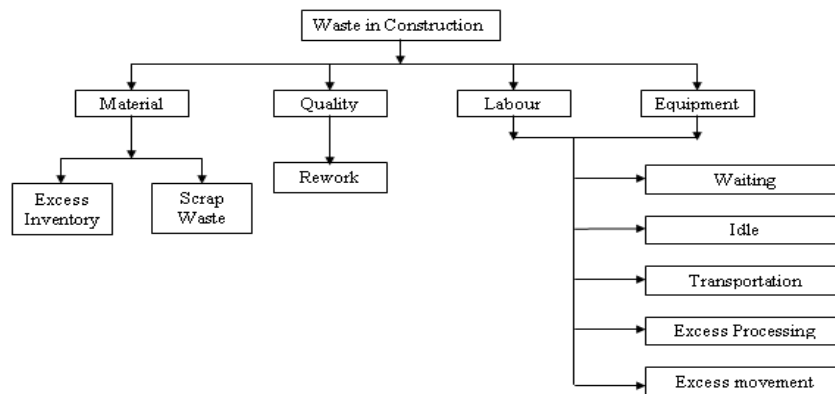 Waste in Construction
Material
Quality
Labour
Equipment
Excess
Inventory
Scrap
Waste
Rework
Waiting
Idle
Transportation
Excess Processing
Excess movement